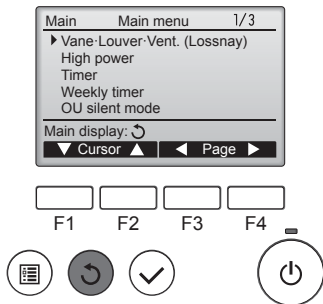 Main Main menu 1/3
Vane·Louver·Vent. (Lossnay)
High power
Timer
Weekly timer
OU silent mode
Main display:
Cursor Page
F1 F2 F3 F4